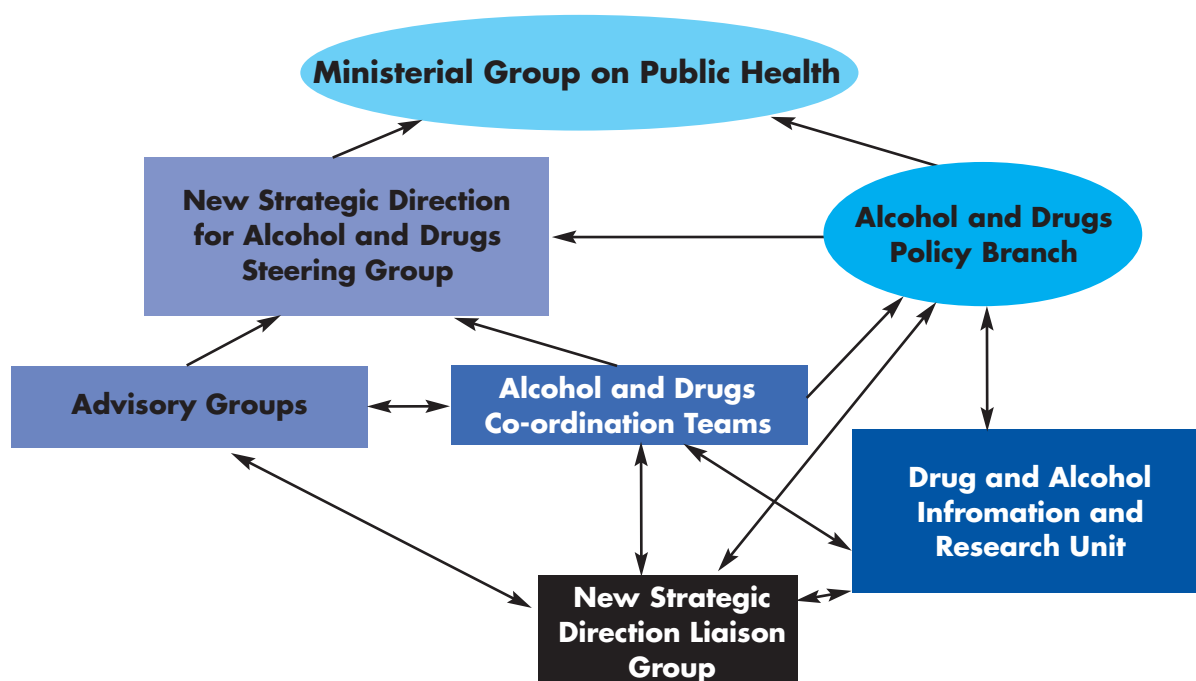 Ministerial Group on Public Health
New Strategic Direction
for Alcohol and Drugs
Steering Group
Alcohol and Drugs
Policy Branch
Advisory Groups
Alcohol and Drugs
Co-ordination Teams
Drug and Alcohol
Infromation and
Research Unit
New Strategic
Direction Liaison
Group